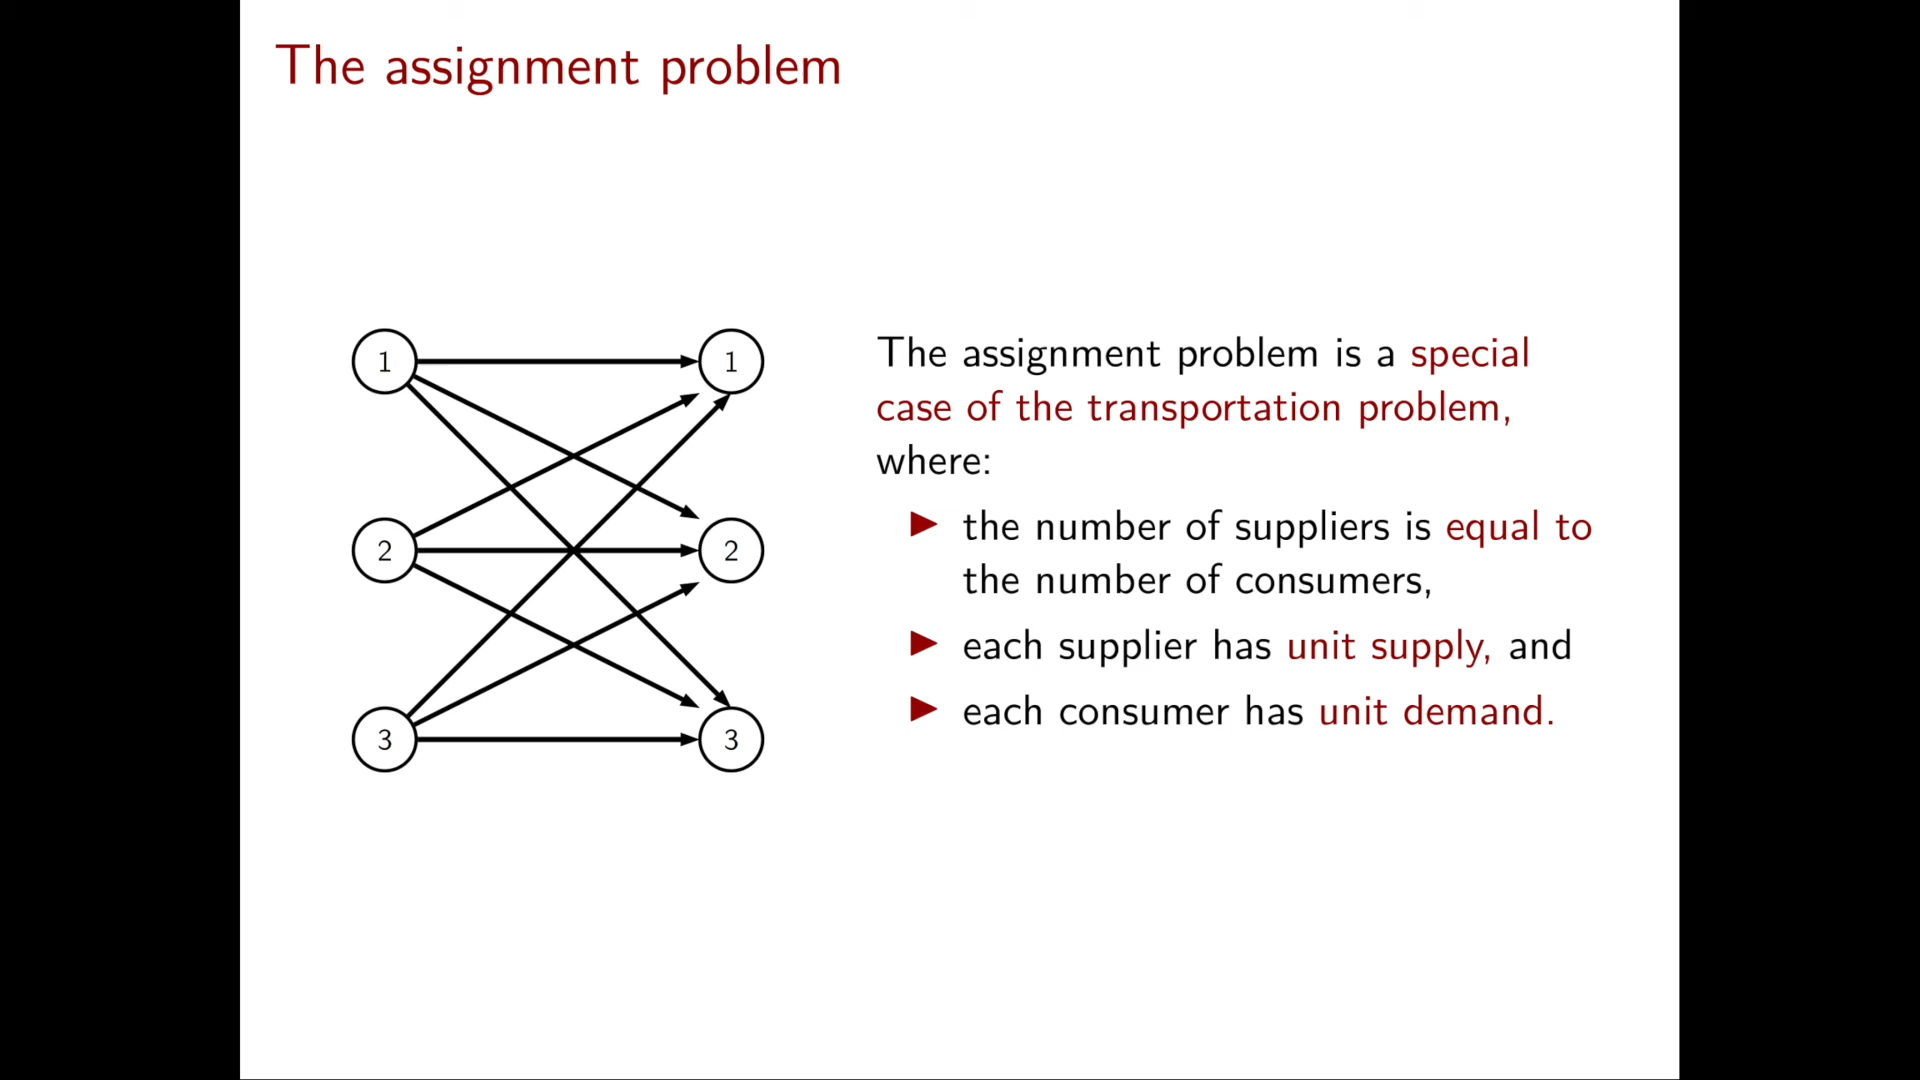 The assignment problem
1
1
2
2
3
3
The assignment problem is a special
case of the transportation problem,
where:
the number of suppliers is equal to
the number of consumers,
each supplier has unit supply, and
each consumer has unit demand.